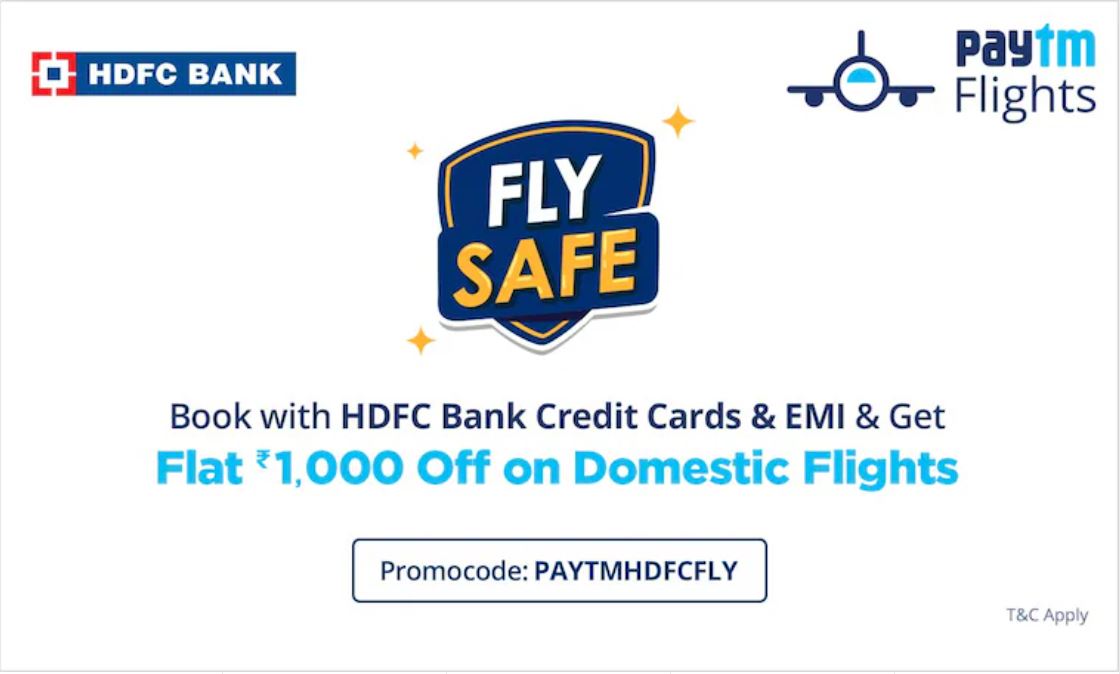 HDFC BANK
paytm
Flights
FLY
SAFE
Book with HDFC Bank Credit Cards & EMI & Get
Flat ₹1,000 Off on Domestic Flights
Promocode: PAYTMHDFCFLY
T&C Apply